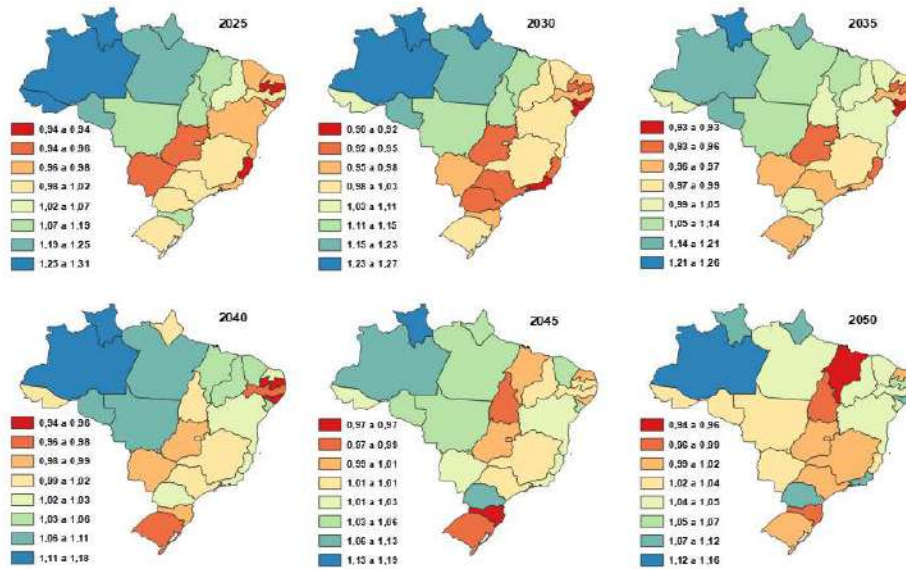 2025
0,94 a 0,94
0,94 a 0,96
0,96 a 0,98
0,98 a 1,02
1,02 a 1,07
1,07 a 1,19
1,19 a 1,25
1,25 a 1,31
2030
0,90 a 0,92
0,92 a 0,95
0,95 a 0,98
0,98 a 1,03
1,03 a 1,11
1,11 a 1,15
1,15 a 1,23
1,23 a 1,27
2035
0,93 a 0,93
0,93 a 0,96
0,96 a 0,97
0,97 a 0,99
0,99 a 1,05
1,05 a 1,14
1,14 a 1,21
1,21 a 1,26
2040
0,94 a 0,96
0,96 a 0,98
0,98 a 0,99
0,99 a 1,02
1,02 a 1,03
1,03 a 1,06
1,06 a 1,11
1,11 a 1,18
2045
0,97 a 0,97
0,97 a 0,99
0,99 a 1,01
1,01 a 1,01
1,01 a 1,03
1,03 a 1,06
1,06 a 1,13
1,13 a 1,19
2050
0,94 a 0,96
0,96 a 0,99
0,99 a 1,02
1,02 a 1,04
1,04 a 1,05
1,05 a 1,07
1,07 a 1,12
1,12 a 1,16